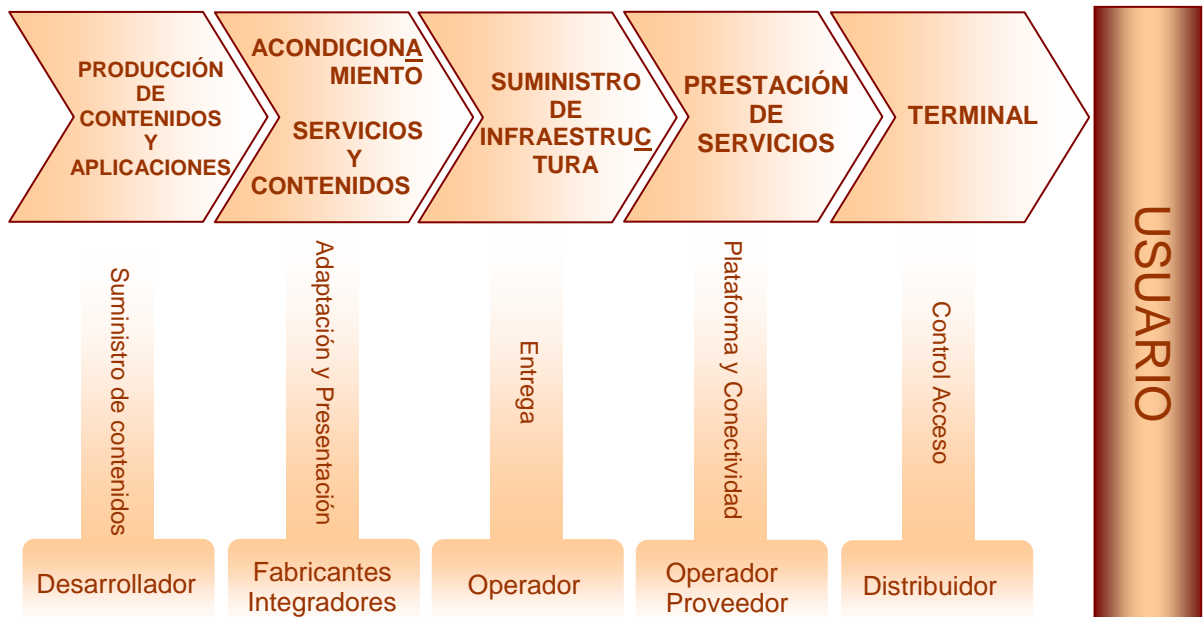 PRODUCCIÓN
DE
CONTENIDOS
Y
APLICACIONES
ACONDICIONA
MIENTO
SERVICIOS
Y
CONTENIDOS
SUMINISTRO
DE
INFRAESTRUC
TURA
PRESTACIÓN
DE
SERVICIOS
TERMINAL
USUARIO
Suministro de contenidos
Adaptación y Presentación
Entrega
Plataforma y Conectividad
Control Acceso
Desarrollador
Fabricantes
Integradores
Operador
Operador
Proveedor
Distribuidor